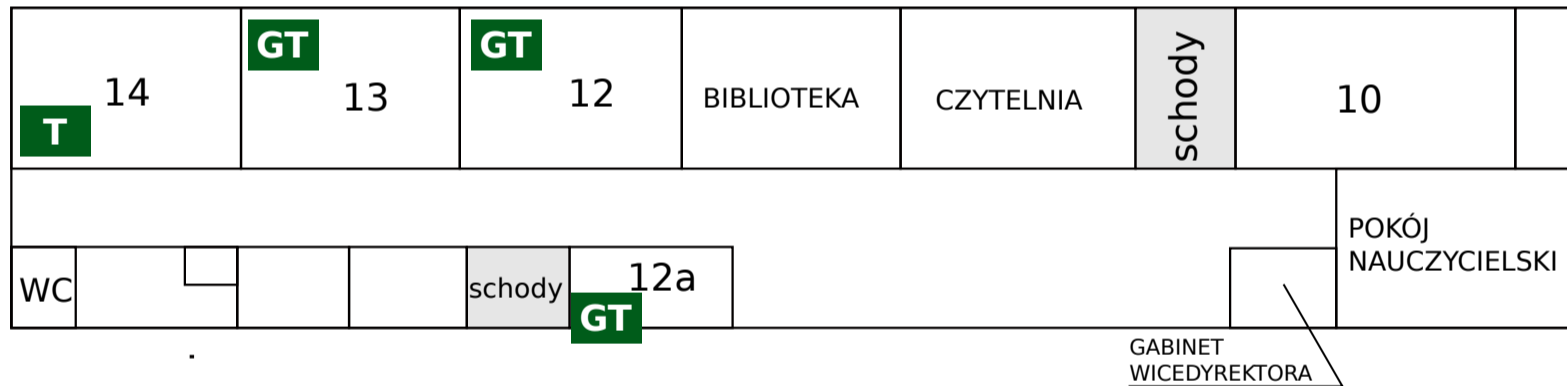 GT
GT
14
13
12
BIBLIOTEKA
CZYTELNIA
schody
10
T
POKÓJ
NAUCZYCIELSKI
WC
schody
12a
GT
GABINET
WICEDYREKTORA